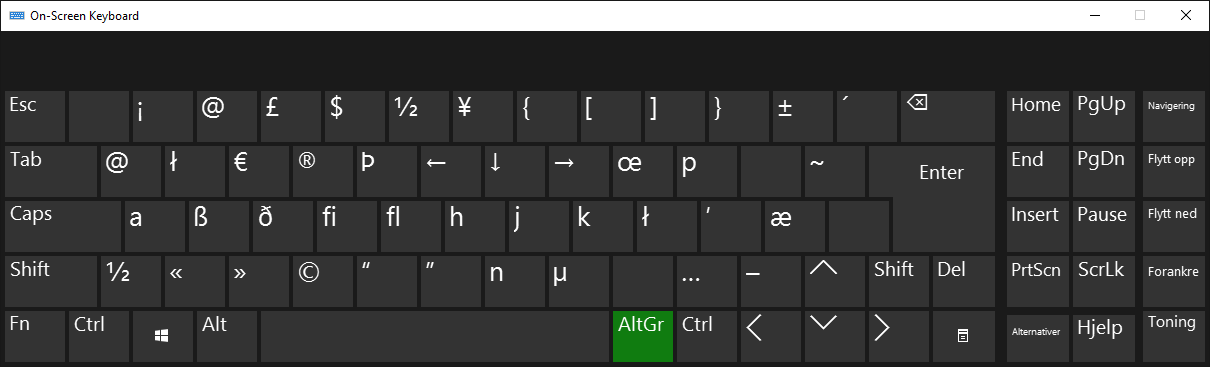 On-Screen Keyboard
Esc ¡ @ £ $ ½ ¥ { [ ] } ± ´ Home PgUp Navigering
Tab @ ł € ® Þ ← ↓ → œ p ~ Enter End PgDn Flytt opp
Caps a ß ð fi fl h j k ł ′ æ Insert Pause Flytt ned
Shift ½ « » © “ ” n µ ... – Shift Del PrtScn ScrLk Forankre
Fn Ctrl Alt AltGr Ctrl Alternativer Hjelp Toning